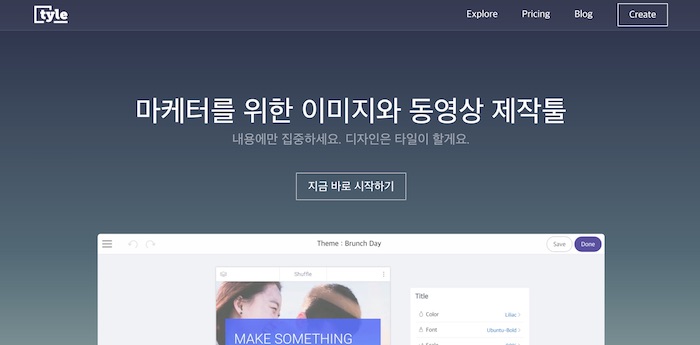 tyle
Explore
Pricing
Blog
Create
마케터를 위한 이미지와 동영상 제작툴
내용에만 집중하세요. 디자인은 타일이 할게요.
지금 바로 시작하기
Theme : Brunch Day
Save
Done
Shuffle
Title
Color
Lilac
Font
Ubuntu-Bold
MAKE SOMETHING